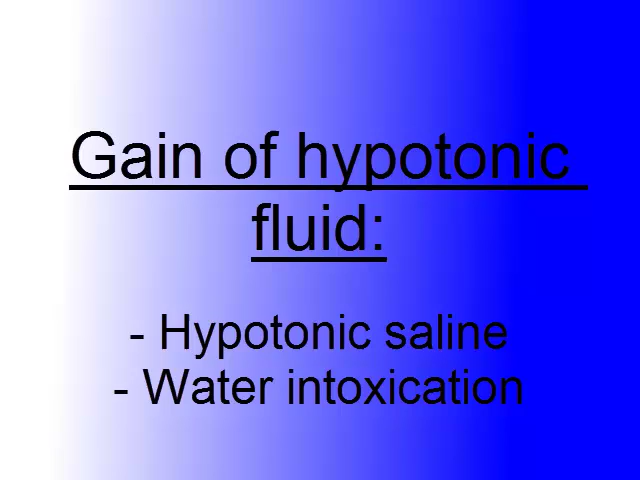 Gain of hypotonic
fluid:
- Hypotonic saline
- Water intoxication